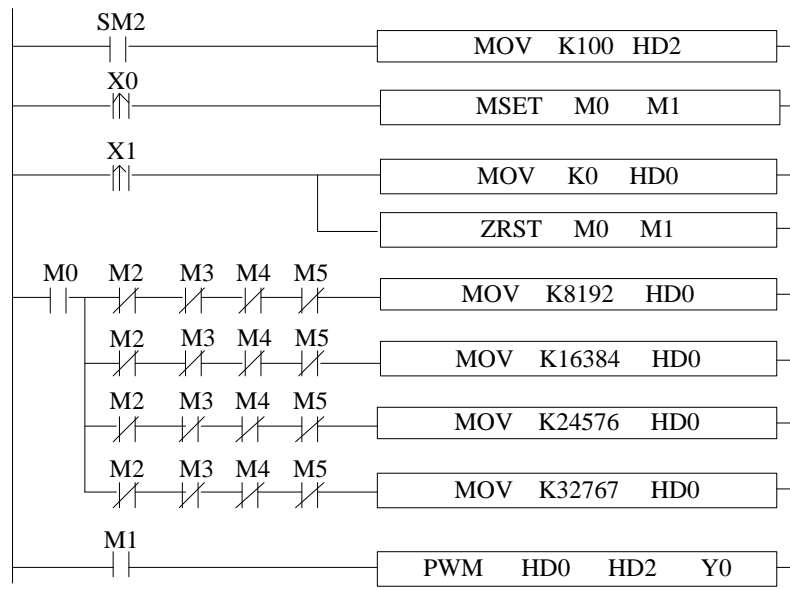 SM2
MOV K100 HD2
X0
MSET M0 M1
X1
MOV K0 HD0
ZRST M0 M1
M0 M2 M3 M4 M5
MOV K8192 HD0
M2 M3 M4 M5
MOV K16384 HD0
M2 M3 M4 M5
MOV K24576 HD0
M2 M3 M4 M5
MOV K32767 HD0
M1
PWM HD0 HD2 Y0